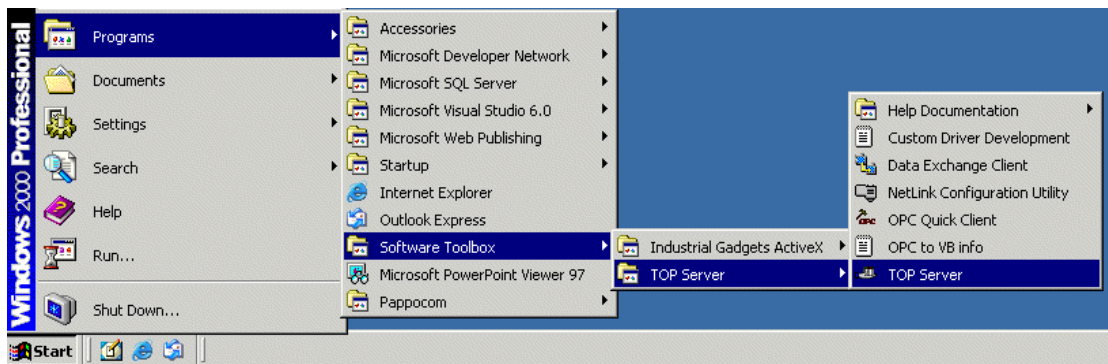 Windows 2000 Professional
Programs
Documents
Settings
Search
Help
Run...
Shut Down...
Accessories
Microsoft Developer Network
Microsoft SQL Server
Microsoft Visual Studio 6.0
Microsoft Web Publishing
Startup
Internet Explorer
Outlook Express
Software Toolbox
Microsoft PowerPoint Viewer 97
Pappocom
Industrial Gadgets ActiveX
TOP Server
Help Documentation
Custom Driver Development
Data Exchange Client
NetLink Configuration Utility
OPC Quick Client
OPC to VB info
TOP Server
Start